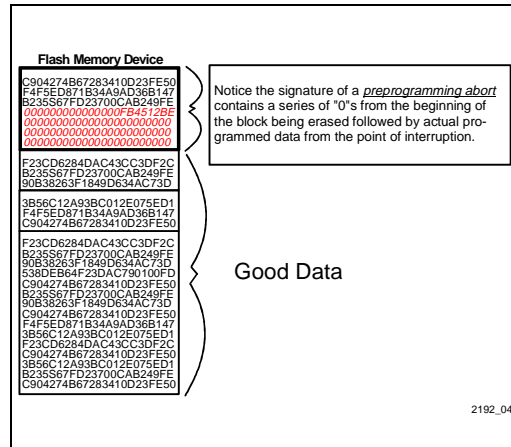 Flash Memory Device
C904274B67283410D23FE50
F4F5ED871B34A9AD36B147
B235S67FD23700CAB249FE
00000000000000FB4512BE
0000000000000000000000
0000000000000000000000
0000000000000000000000
F23CD6284DAC43CC3DF2C
B235S67FD23700CAB249FE
90B38263F1849D634AC73D
3B56C12A93BC012E075ED1
F4F5ED871B34A9AD36B147
C904274B67283410D23FE50
F23CD6284DAC43CC3DF2C
B235S67FD23700CAB249FE
90B38263F1849D634AC73D
538DEB64F23DAC790100FD
C904274B67283410D23FE50
B235S67FD23700CAB249FE
90B38263F1849D634AC73D
C904274B67283410D23FE50
F4F5ED871B34A9AD36B147
3B56C12A93BC012E075ED1
F23CD6284DAC43CC3DF2C
C904274B67283410D23FE50
3B56C12A93BC012E075ED1
B235S67FD23700CAB249FE
C904274B67283410D23FE50
Notice the signature of a preprogramming abort
contains a series of "0"s from the beginning of
the block being erased followed by actual pro-
grammed data from the point of interruption.
Good Data
2192_04